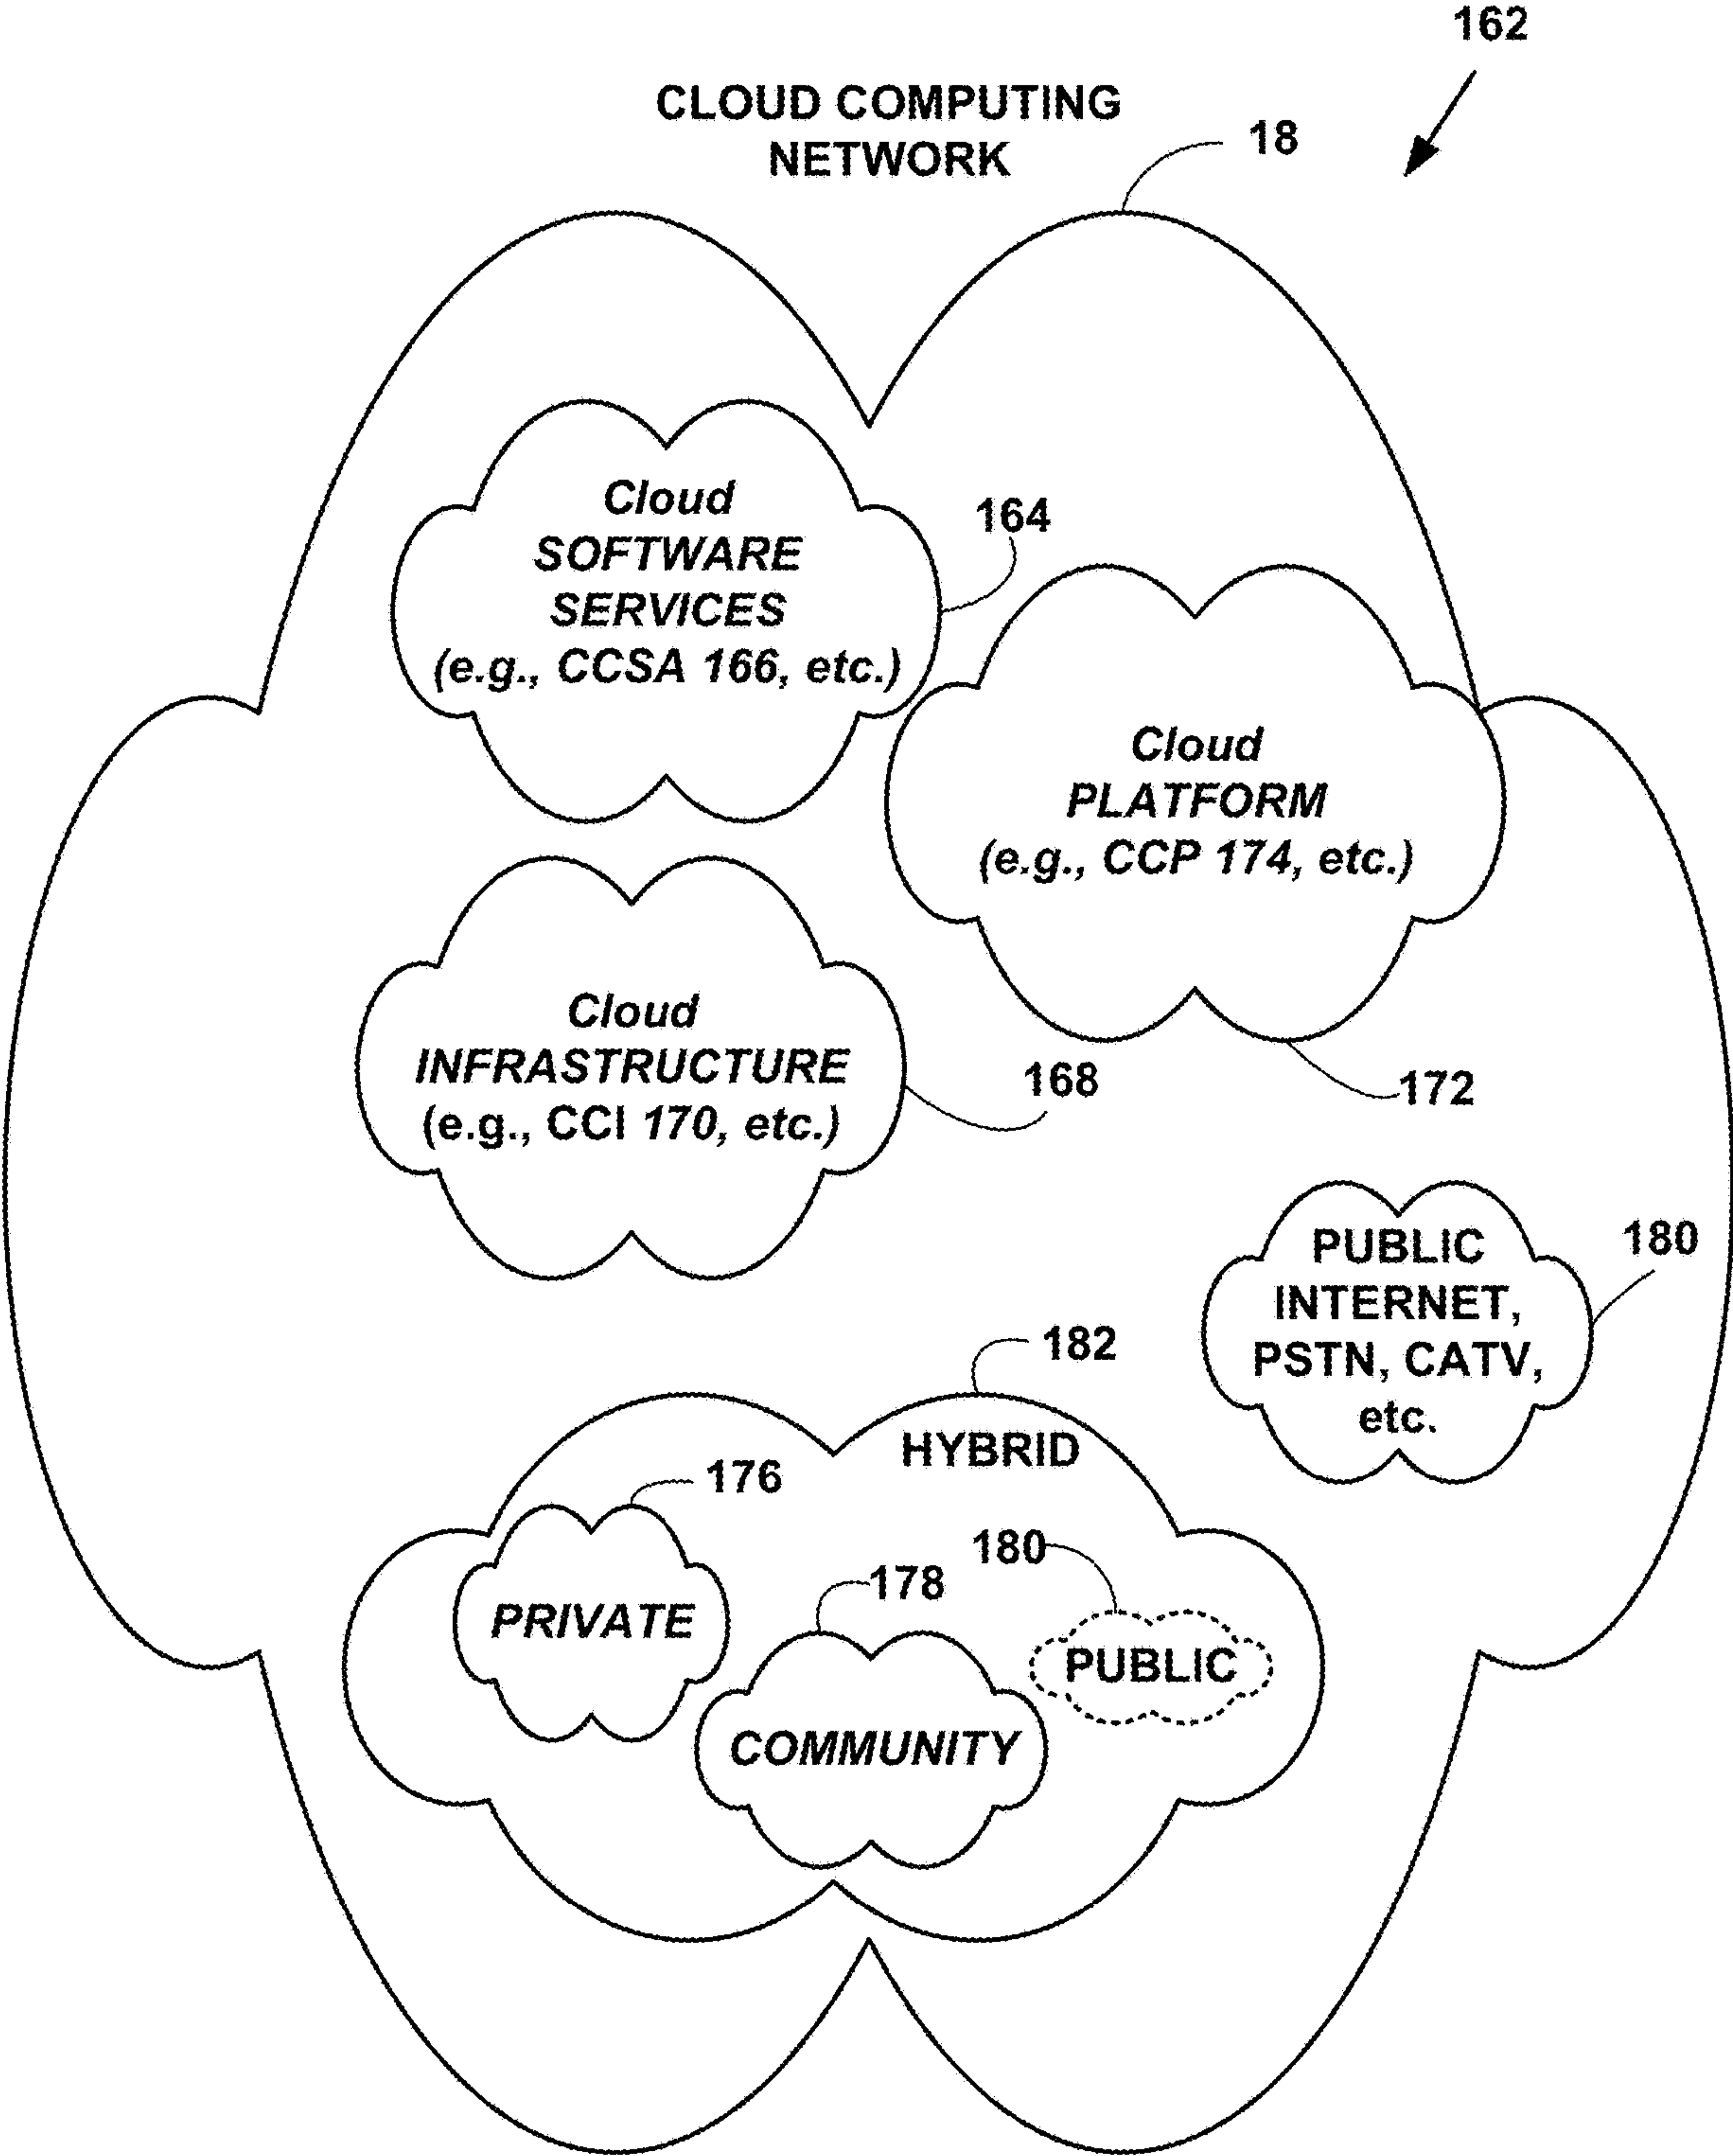 162
CLOUD COMPUTING
NETWORK
18
Cloud
SOFTWARE
SERVICES
(e.g., CCSA 166, etc.)
164
Cloud
PLATFORM
(e.g., CCP 174, etc.)
172
Cloud
INFRASTRUCTURE
(e.g., CCI 170, etc.)
168
PUBLIC
INTERNET,
PSTN, CATV,
etc.
180
182
HYBRID
176
PRIVATE
178
COMMUNITY
180
PUBLIC